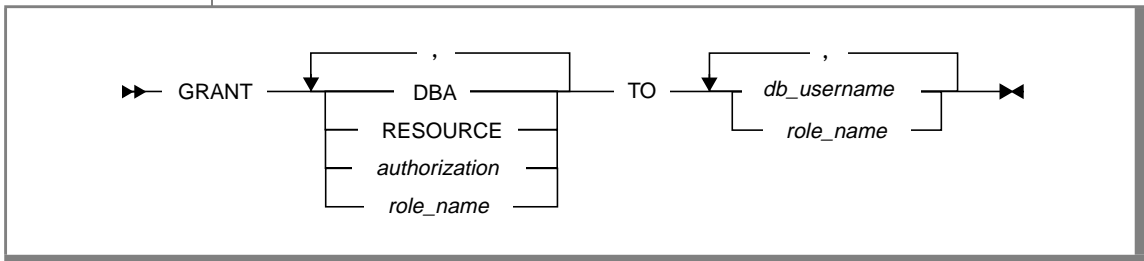 , ,
GRANT DBA TO db_username
RESOURCE role_name
authorization
role_name